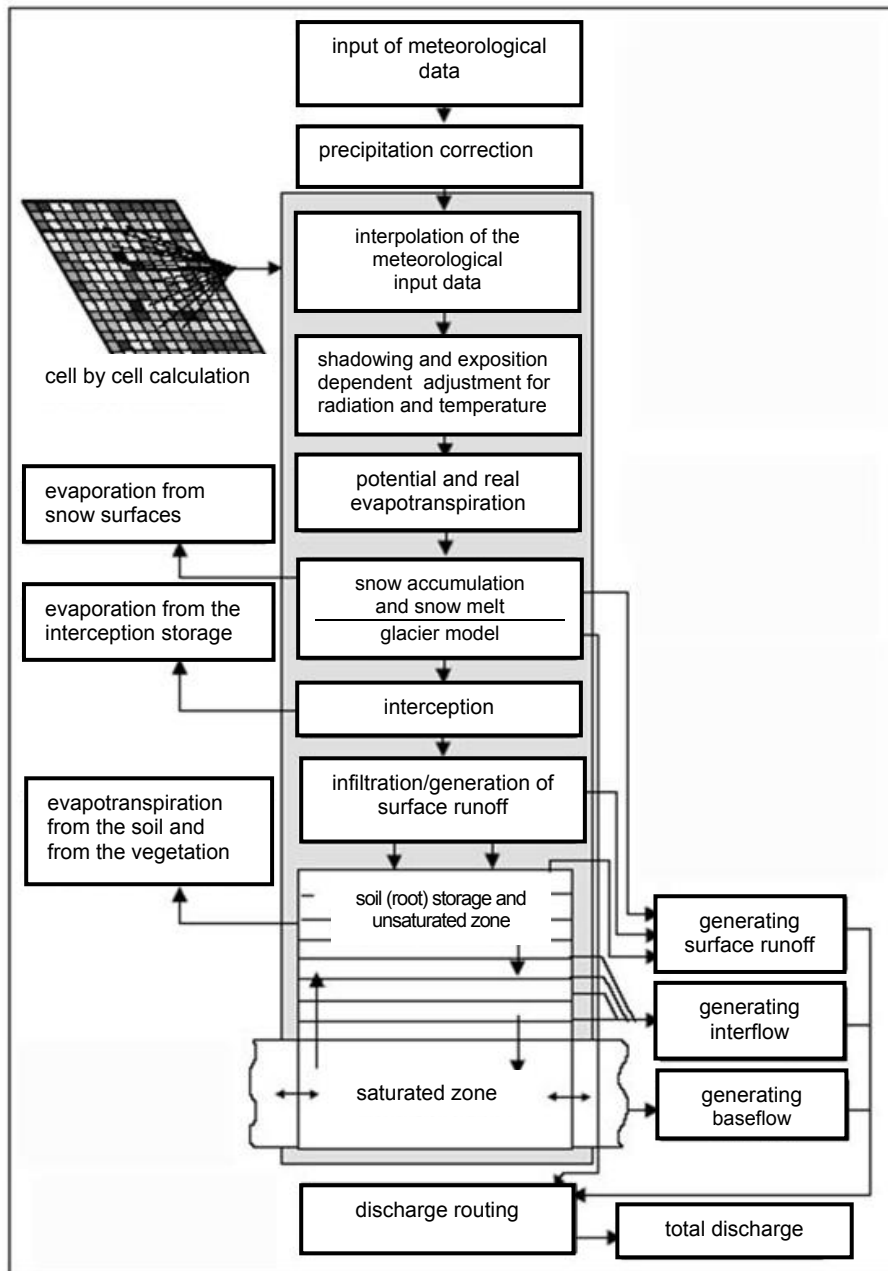 input of meteorological
data
precipitation correction
interpolation of the
meteorological
input data
cell by cell calculation
shadowing and exposition
dependent adjustment for
radiation and temperature
potential and real
evapotranspiration
evaporation from
snow surfaces
snow accumulation
and snow melt
glacier model
evaporation from the
interception storage
interception
infiltration/generation of
surface runoff
evapotranspiration
from the soil and
from the vegetation
soil (root) storage and
unsaturated zone
generating
surface runoff
generating
interflow
saturated zone
generating
baseflow
discharge routing
total discharge